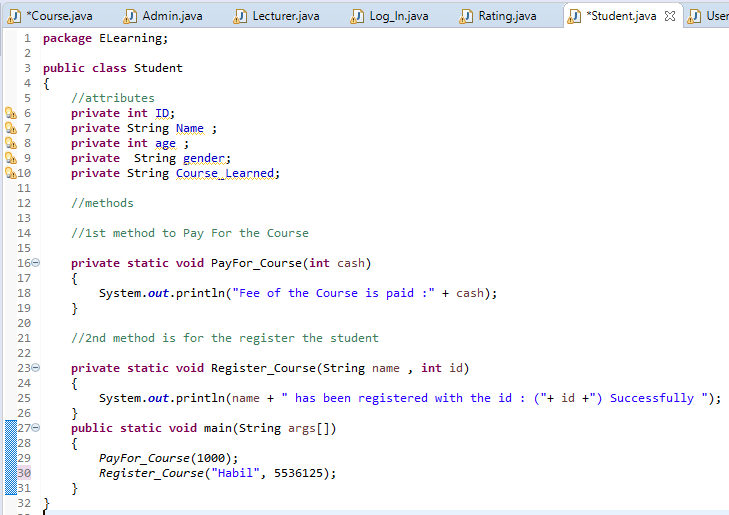 *Course.java Admin.java Lecturer.java Log_In.java Rating.java *Student.java User
1 package ELearning;
2
3 public class Student
4 {
5 //attributes
6 private int ID;
7 private String Name ;
8 private int age ;
9 private  String gender;
10 private String Course_Learned;
11
12 //methods
13
14 //1st method to Pay For the Course
15
16 private static void PayFor_Course(int cash)
17 {
18 System.out.println("Fee of the Course is paid :" + cash);
19 }
20
21 //2nd method is for the register the student
22
23 private static void Register_Course(String name , int id)
24 {
25 System.out.println(name + " has been registered with the id : ("+ id +") Successfully ");
26 }
27 public static void main(String args[])
28 {
29 PayFor_Course(1000);
30 Register_Course("Habil", 5536125);
31 }
32 }